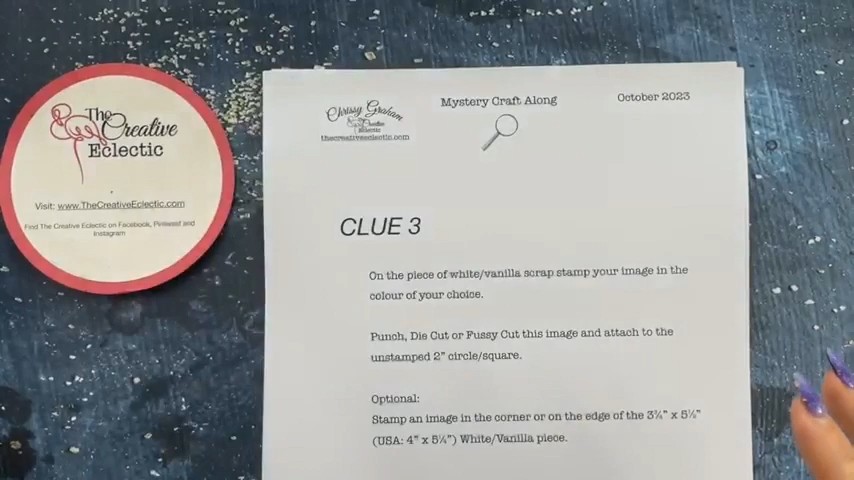 The
Creative
Eclectic
Visit: www.TheCreativeEclectic.com
Find The Creative Eclectic on Facebook, Pinterest and
Instagram
Chrissy Graham
The Creative
Eclectic
thecreativeeclectic.com
Mystery Craft Along
October 2023
CLUE 3
On the piece of white/vanilla scrap stamp your image in the
colour of your choice.
Punch, Die Cut or Fussy Cut this image and attach to the
unstamped 2" circle/square.
Optional:
Stamp an image in the corner or on the edge of the 3¾" x 5½"
(USA: 4" x 5¼") White/Vanilla piece.